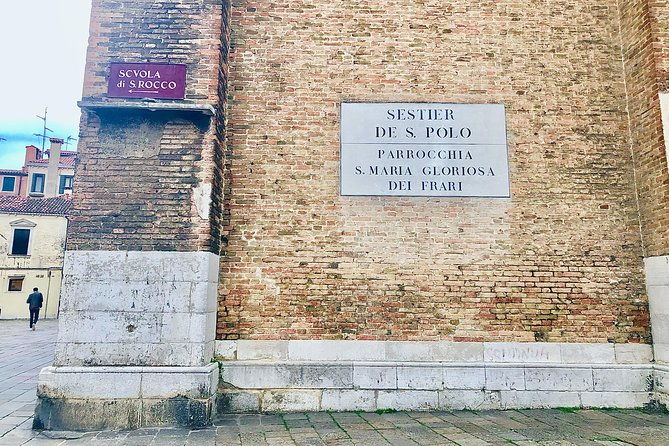 SCVOLA
di S.ROCCO
SESTIER
DE S. POLO
PARROCCHIA
S. MARIA GLORIOSA
DEI FRARI